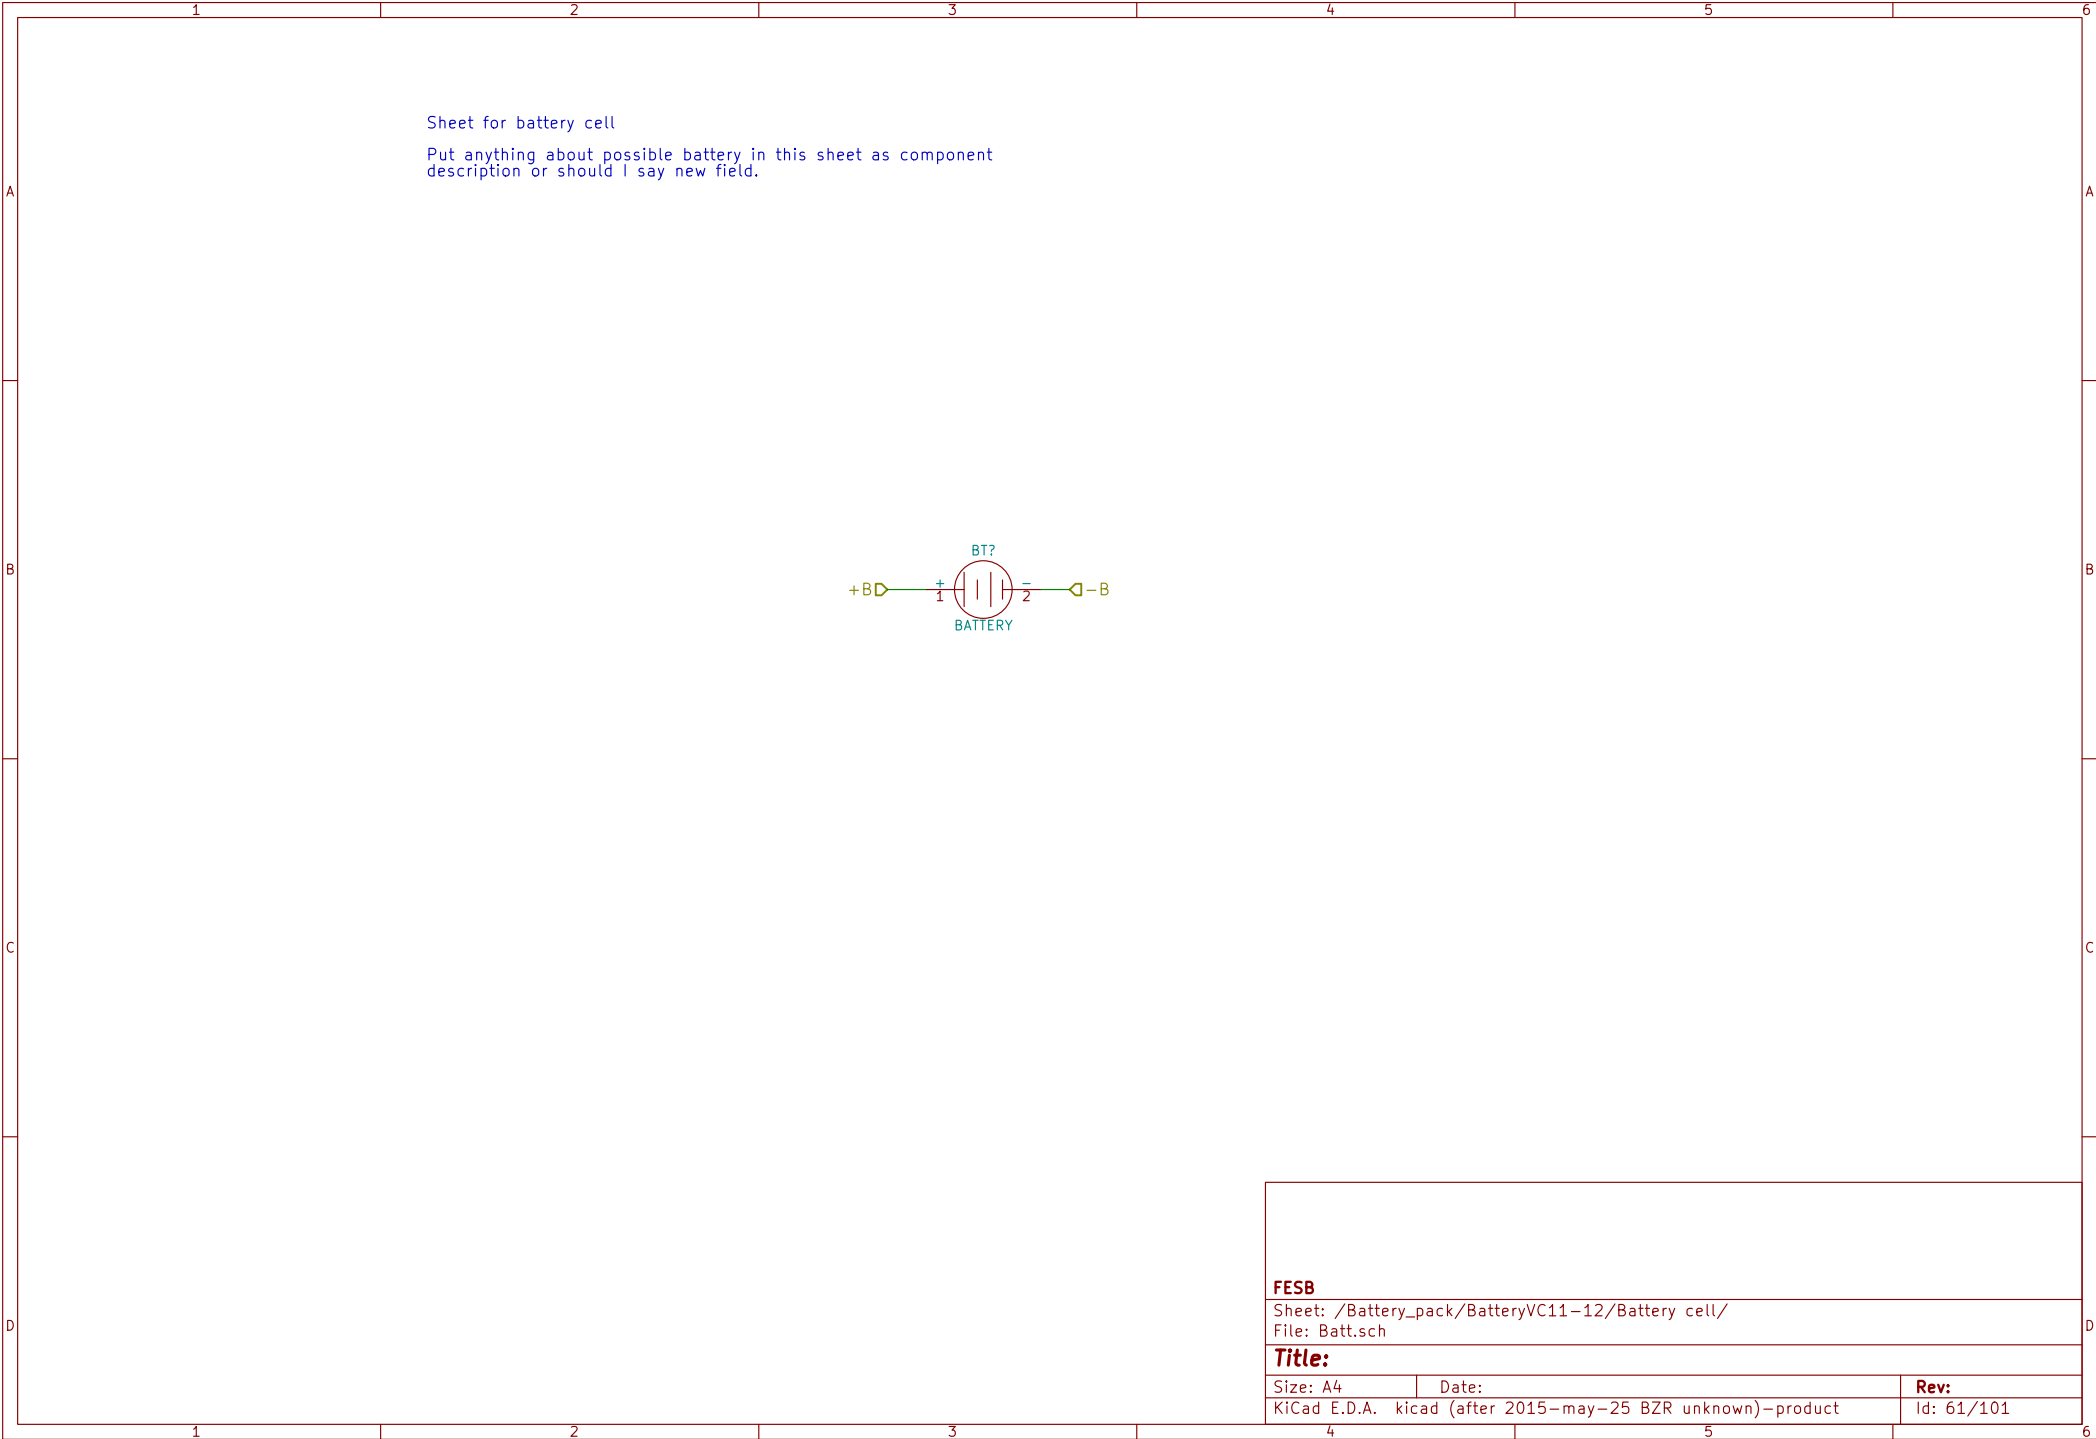 1 2 3 4 5 6
Sheet for battery cell
Put anything about possible battery in this sheet as component
description or should I say new field.
A A
BT?
B B
+B + 1 - 2 -B
BATTERY
C C
FESB
Sheet: /Battery_pack/BatteryVC11-12/Battery cell/
D D
File: Batt.sch
Title:
Size: A4 Date: Rev:
KiCad E.D.A. kicad (after 2015-may-25 BZR unknown)-product Id: 61/101
1 2 3 4 5 6